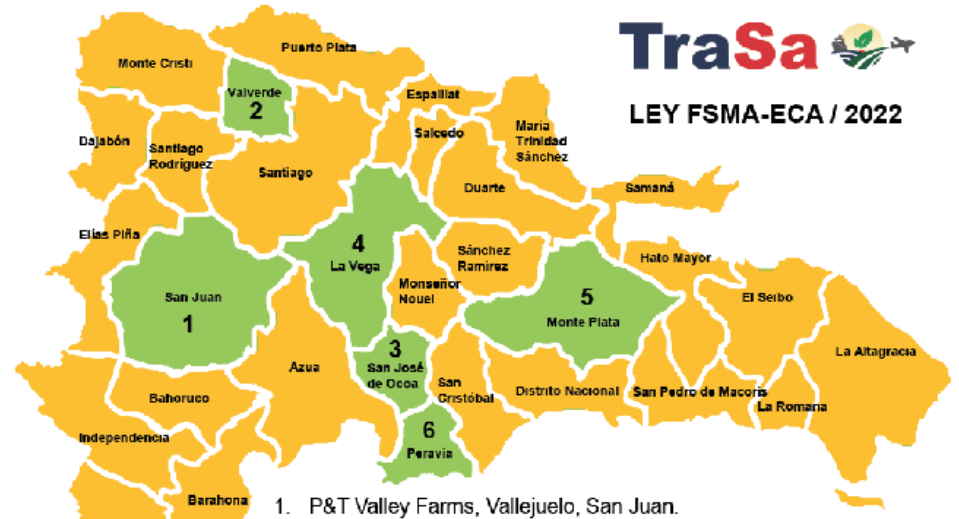 TraSa
LEY FSMA-ECA / 2022
Monte Cristi
Puerto Plata
Valverde
2
Espaillat
Dajabón
Santiago
Rodríguez
Santiago
Salcedo
María
Trinidad
Sánchez
Duarte
Samaná
Elías Piña
4
La Vega
Sánchez
Ramirez
Hato Mayor
San Juan
1
Monseñor
Nouel
5
Monte Plata
El Seibo
La Altagracia
Azua
3
San José
de Ocoa
San
Cristóbal
Distrito Nacional
San Pedro de Macorís
La Romana
Bahoruco
Independencia
6
Peravia
Barahona
1. P&T Valley Farms, Vallejuelo, San Juan.